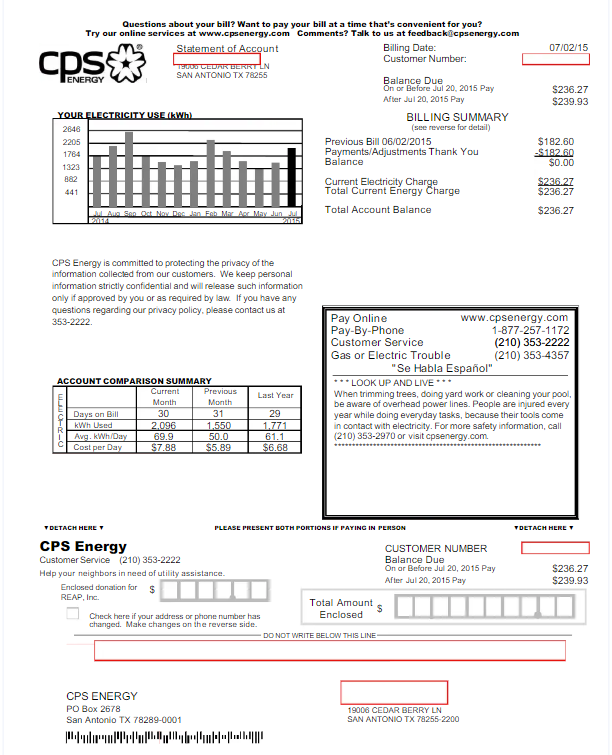 Questions about your bill? Want to pay your bill at a time that's convenient for you?
Try our online services at www.cpsenergy.com Comments? Talk to us at feedback@cpsenergy.com
cps ENERGY
Statement of Account
19006 CEDAR BERRY LN
SAN ANTONIO TX 78255
Billing Date: 07/02/15
Customer Number:
Balance Due
On or Before Jul 20, 2015 Pay $236.27
After Jul 20, 2015 Pay $239.93
YOUR ELECTRICITY USE (kWh)
2646
2205
1764
1323
882
441
Jul Aug Sep Oct Nov Dec Jan Feb Mar Apr May Jun Jul
2014 2015
BILLING SUMMARY
(see reverse for detail)
Previous Bill 06/02/2015 $182.60
Payments/Adjustments Thank You -$182.60
Balance $0.00
Current Electricity Charge $236.27
Total Current Energy Charge $236.27
Total Account Balance $236.27
CPS Energy is committed to protecting the privacy of the
information collected from our customers. We keep personal
information strictly confidential and will release such information
only if approved by you or as required by law. If you have any
questions regarding our privacy policy, please contact us at
353-2222.
Pay Online www.cpsenergy.com
Pay-By-Phone 1-877-257-1172
Customer Service (210) 353-2222
Gas or Electric Trouble (210) 353-4357
"Se Habla Español"
* * * LOOK UP AND LIVE * * *
When trimming trees, doing yard work or cleaning your pool,
be aware of overhead power lines. People are injured every
year while doing everyday tasks, because their tools come
in contact with electricity. For more safety information, call
(210) 353-2970 or visit cpsenergy.com.
************************************************************
ACCOUNT COMPARISON SUMMARY
ELECTRIC
Current Month Previous Month Last Year
Days on Bill 30 31 29
kWh Used 2,096 1,550 1,771
Avg. kWh/Day 69.9 50.0 61.1
Cost per Day $7.88 $5.89 $6.68
▼DETACH HERE ▼ PLEASE PRESENT BOTH PORTIONS IF PAYING IN PERSON ▼DETACH HERE ▼
CPS Energy
Customer Service (210) 353-2222
Help your neighbors in need of utility assistance.
Enclosed donation for $
REAP, Inc.
Check here if your address or phone number has
changed. Make changes on the reverse side.
CUSTOMER NUMBER
Balance Due
On or Before Jul 20, 2015 Pay $236.27
After Jul 20, 2015 Pay $239.93
Total Amount $
Enclosed
DO NOT WRITE BELOW THIS LINE
CPS ENERGY
PO Box 2678
San Antonio TX 78289-0001
19006 CEDAR BERRY LN
SAN ANTONIO TX 78255-2200